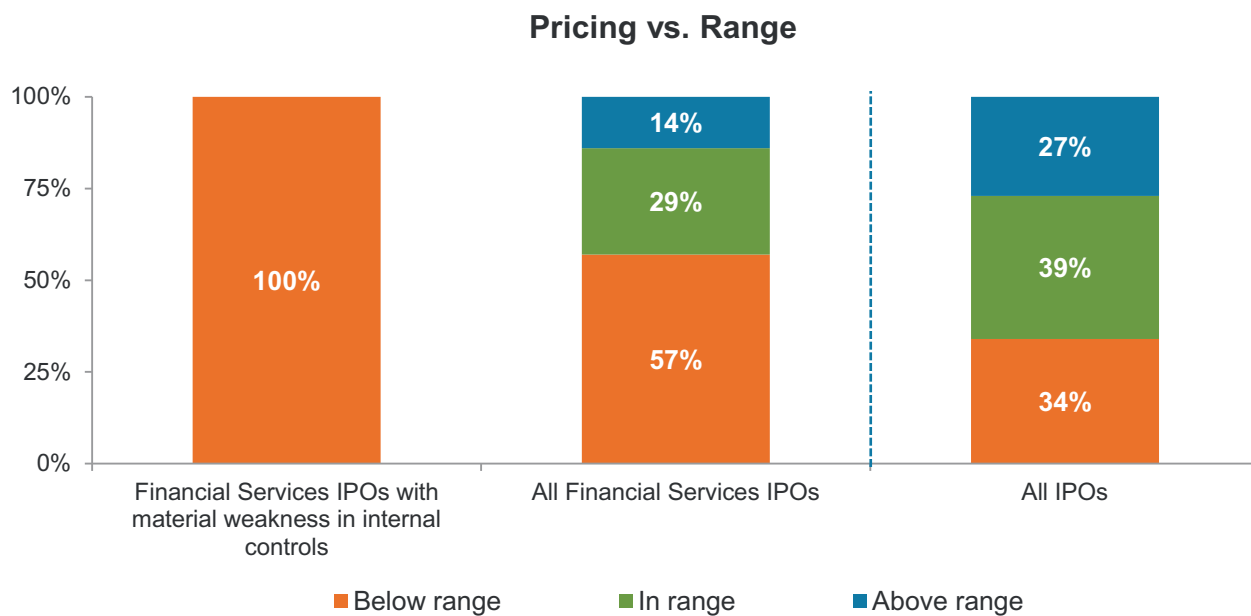 Pricing vs. Range
100%
75%
50%
25%
0%
100%
14%
29%
57%
27%
39%
34%
Financial Services IPOs with
material weakness in internal
controls
All Financial Services IPOs
All IPOs
Below range
In range
Above range